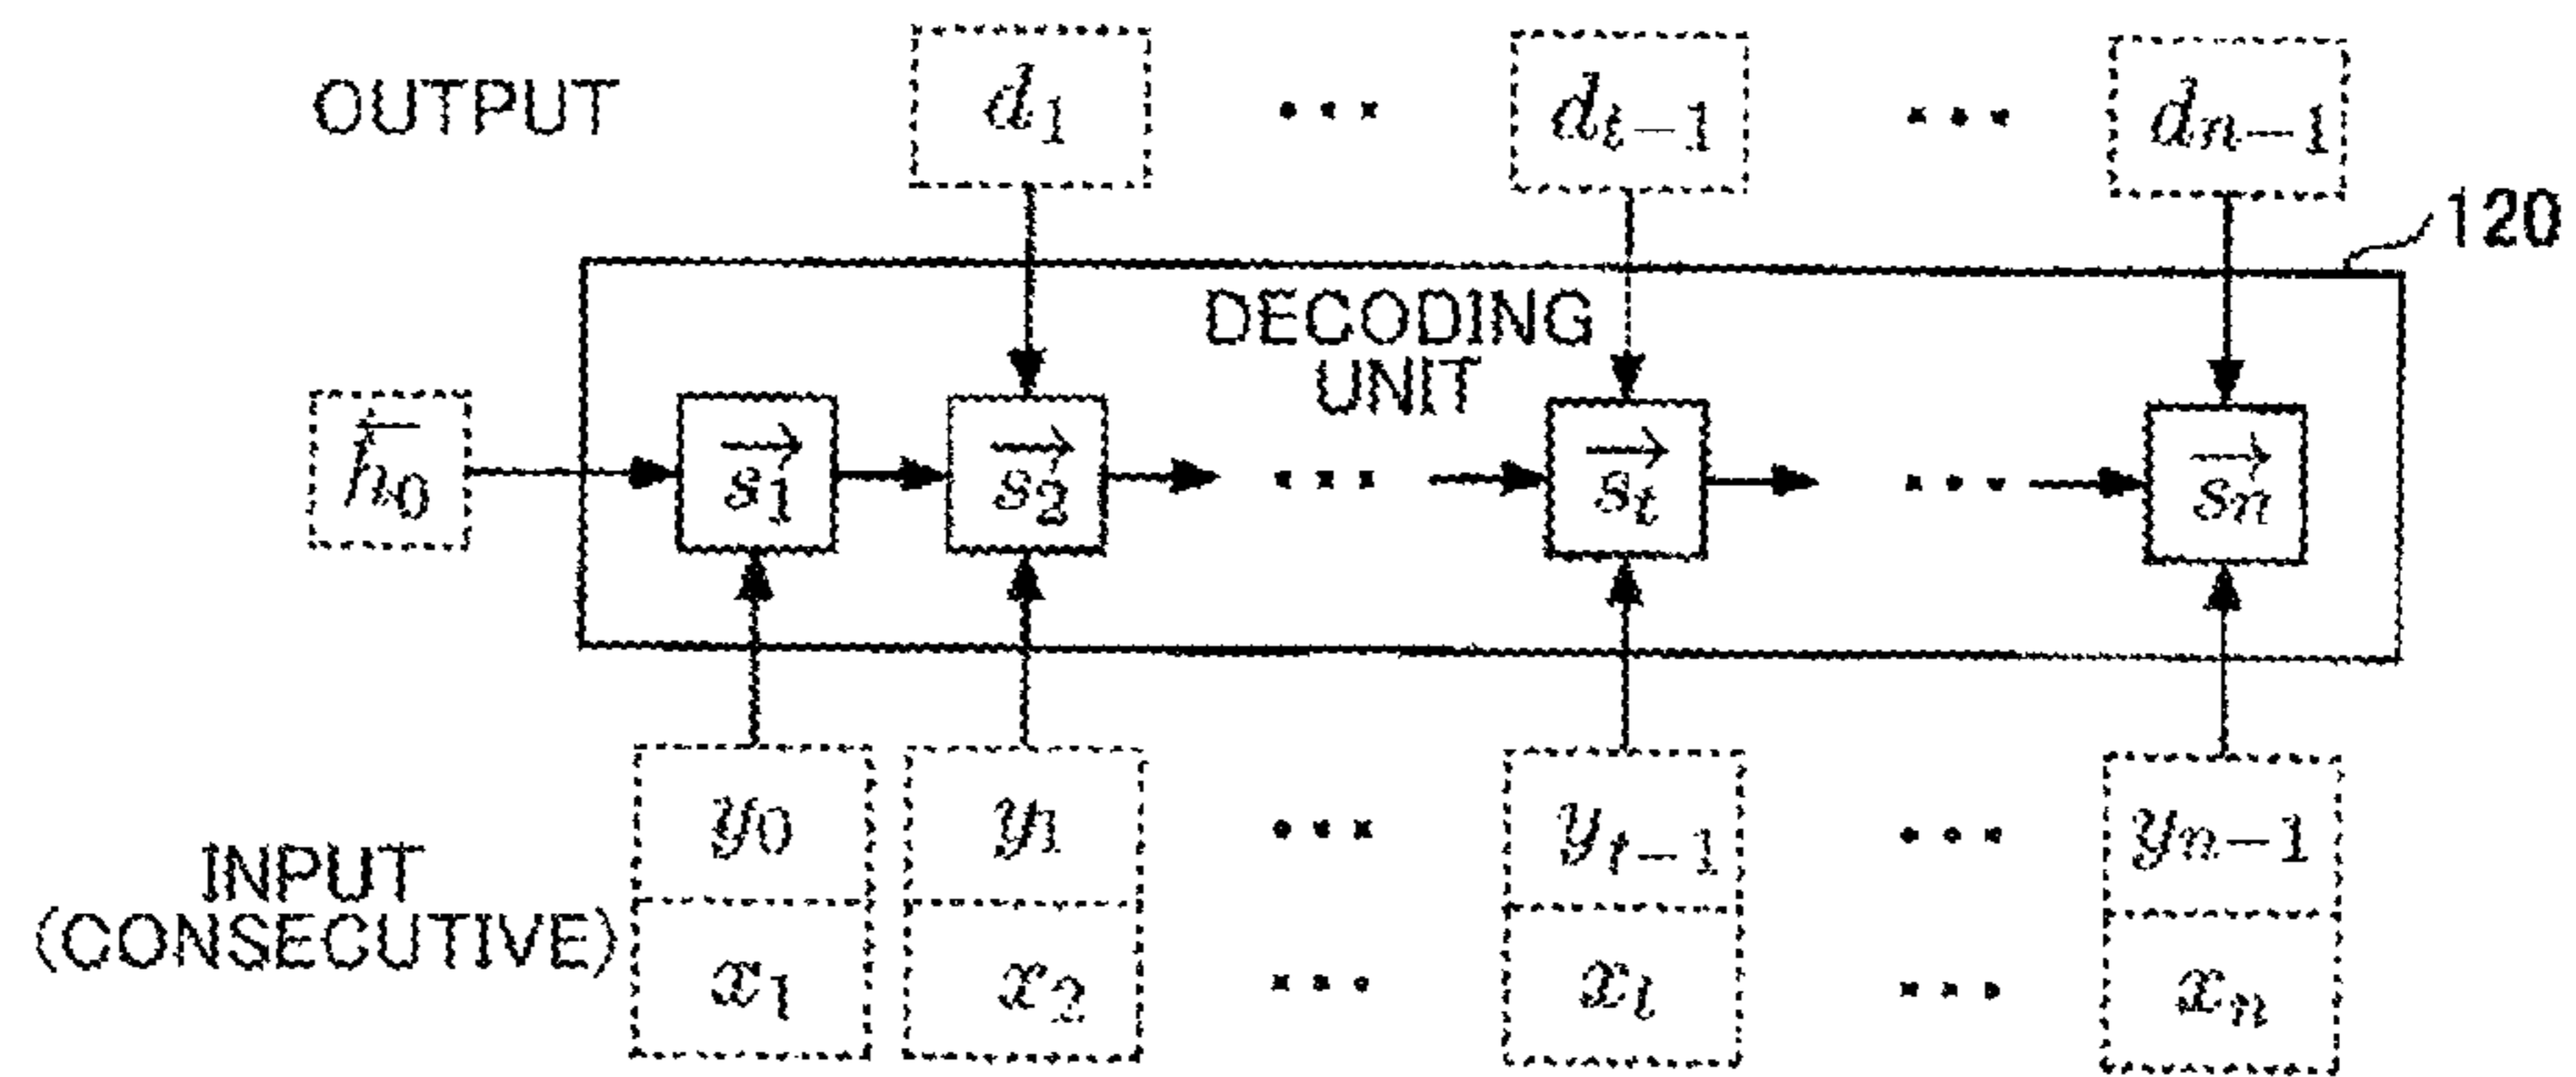 OUTPUT d₁ ... dₜ₋₁ ... dₙ₋₁
120
DECODING
UNIT
←h₀ →s₁ →s₂ ... →sₜ ... →sₙ
y₀ y₁ ... yₜ₋₁ ... yₙ₋₁
INPUT
(CONSECUTIVE)
x₁ x₂ ... xₜ ... xₙ